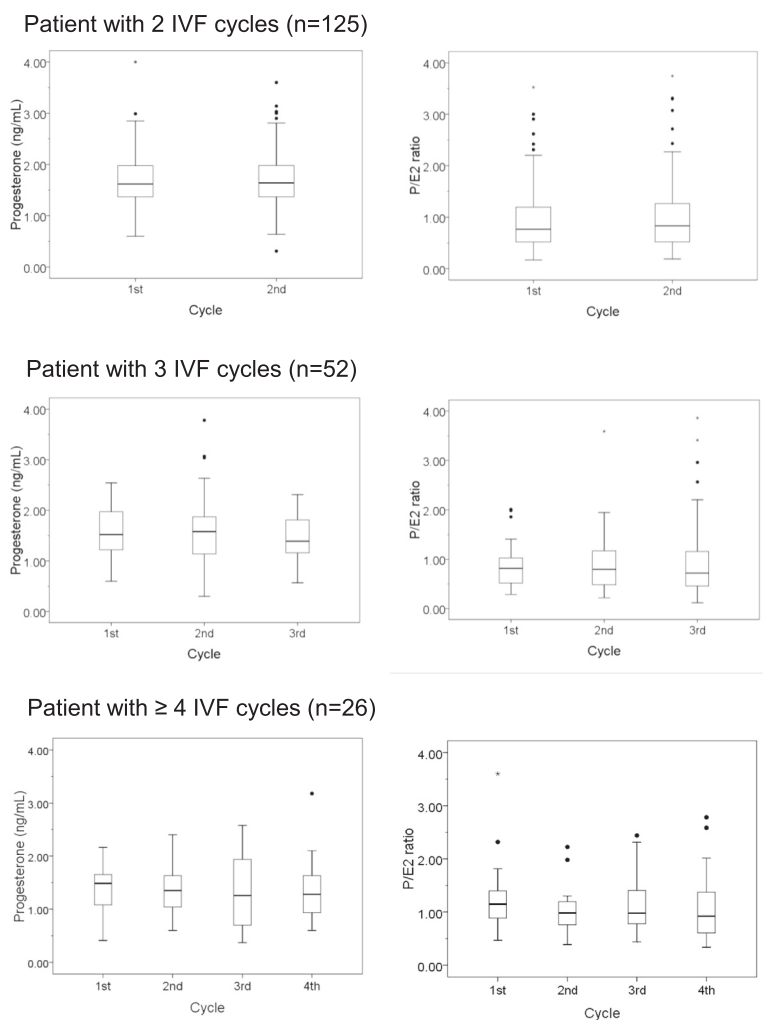 Patient with 2 IVF cycles (n=125)
Progesterone (ng/mL)
4.00
3.00
2.00
1.00
0.00
1st 2nd
Cycle
P/E2 ratio
4.00
3.00
2.00
1.00
0.00
1st 2nd
Cycle
Patient with 3 IVF cycles (n=52)
Progesterone (ng/mL)
4.00
3.00
2.00
1.00
0.00
1st 2nd 3rd
Cycle
P/E2 ratio
4.00
3.00
2.00
1.00
0.00
1st 2nd 3rd
Cycle
Patient with ≥ 4 IVF cycles (n=26)
Progesterone (ng/mL)
4.00
3.00
2.00
1.00
0.00
1st 2nd 3rd 4th
Cycle
P/E2 ratio
4.00
3.00
2.00
1.00
0.00
1st 2nd 3rd 4th
Cycle